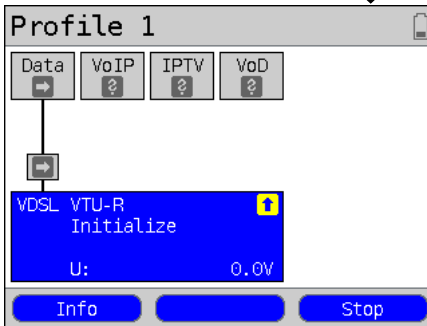 Profile 1
Data VoIP IPTV VoD
? ? ?
VDSL VTU-R
Initialize
U: 0.0V
Info Stop